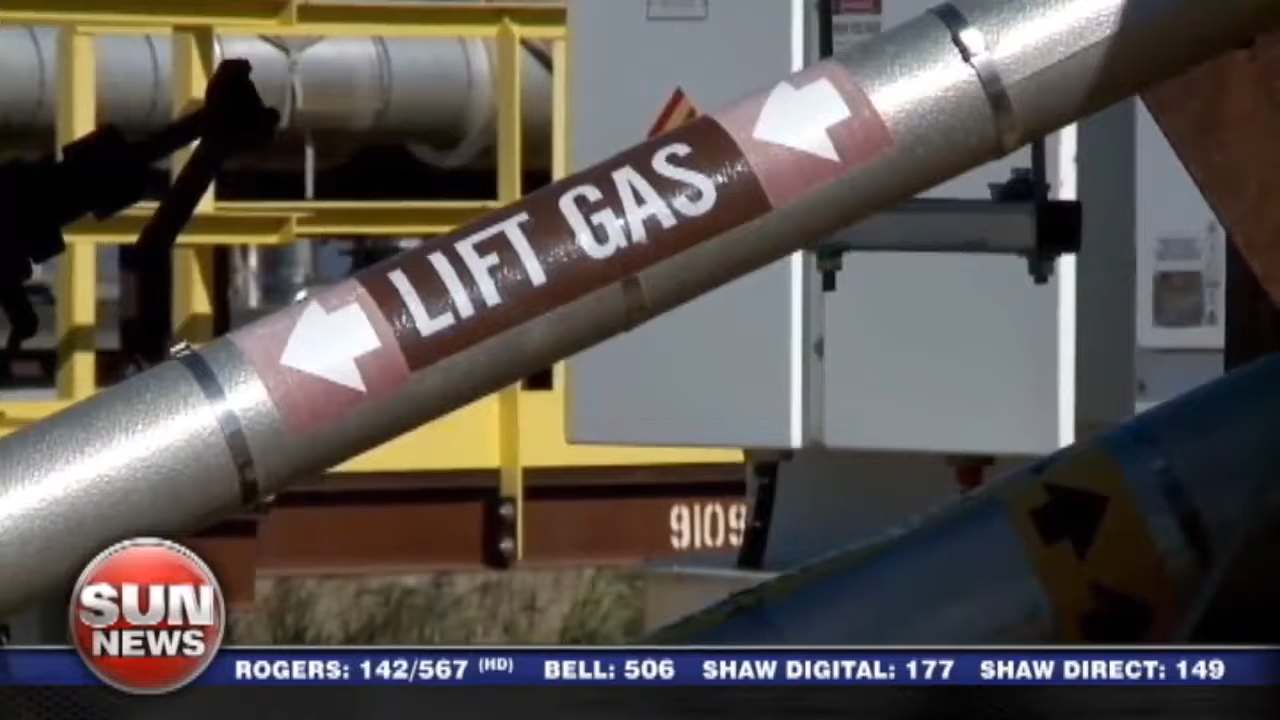 LIFT GAS
9109
SUN
NEWS
ROGERS: 142/567 (HD) BELL: 506 SHAW DIGITAL: 177 SHAW DIRECT: 149